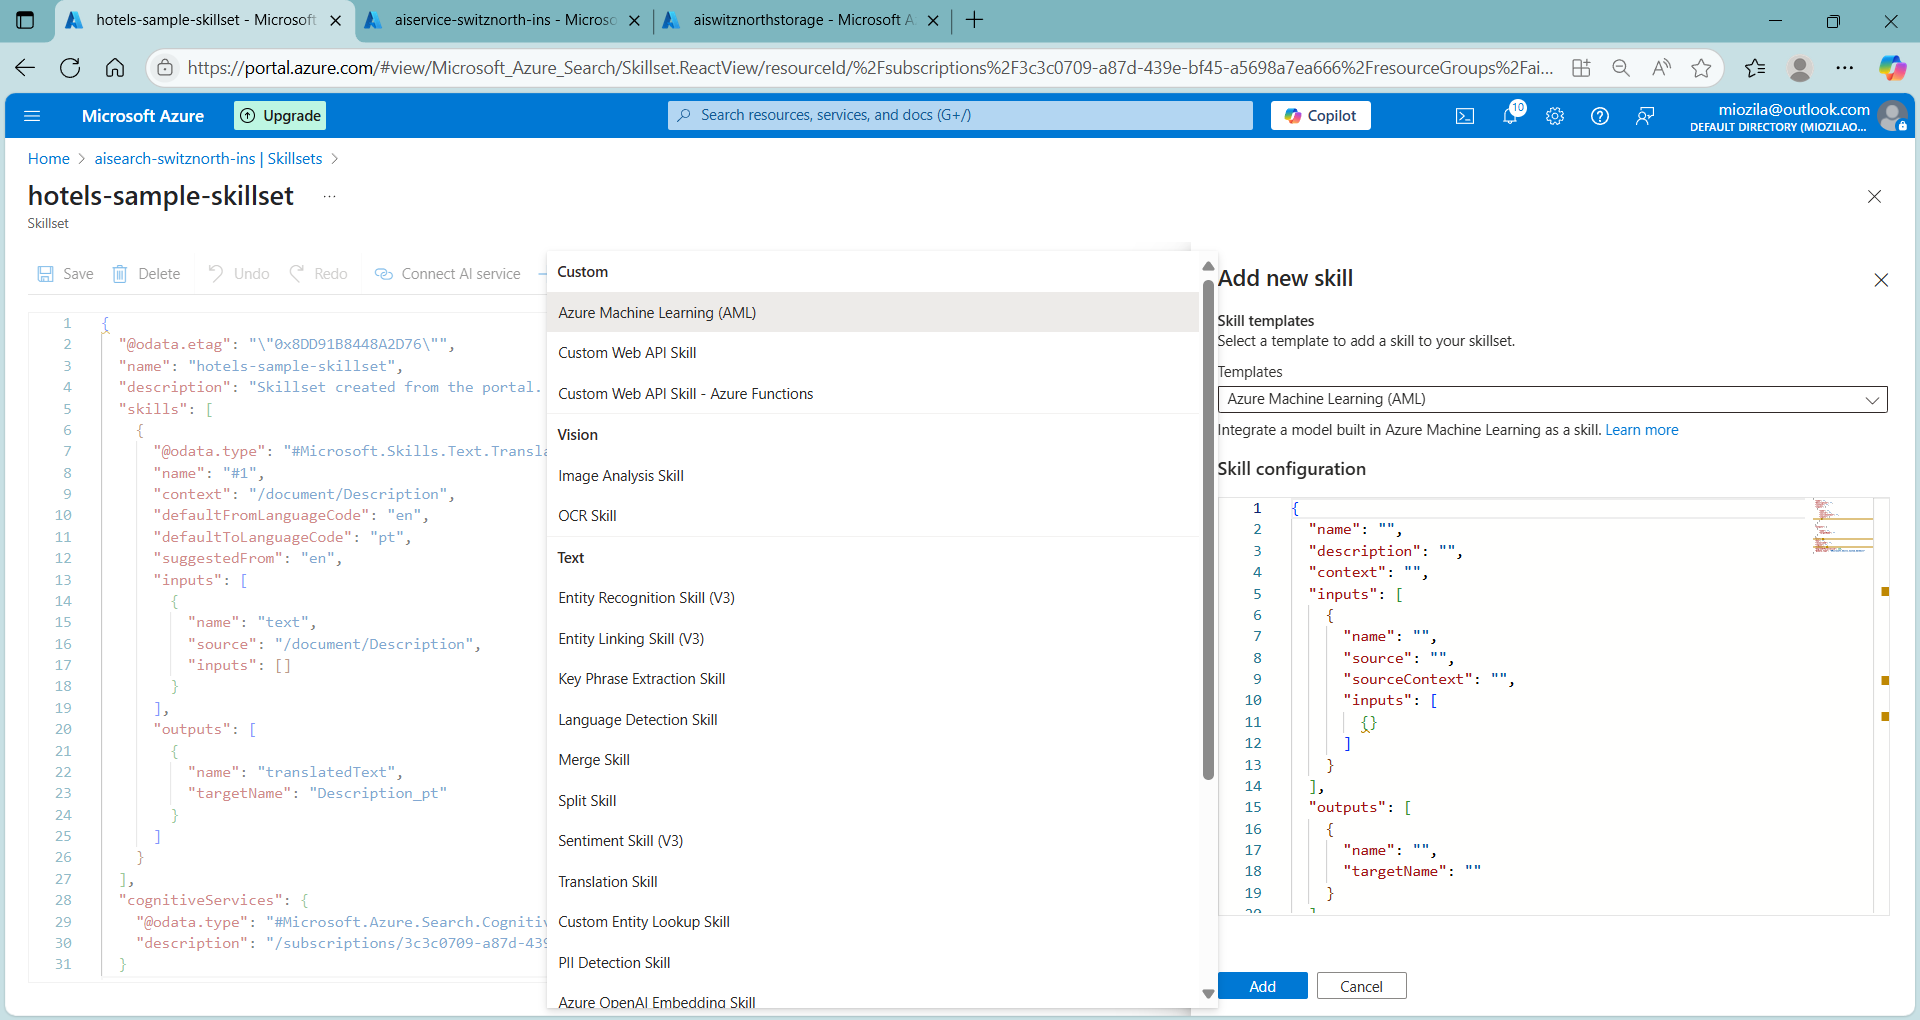 hotels-sample-skillset - Microsoft
aiservice-switznorth-ins - Microso
aiswitznorthstorage - Microsoft A
https://portal.azure.com/#view/Microsoft_Azure_Search/Skillset.ReactView/resourceId/%2Fsubscriptions%2F3c3c0709-a87d-439e-bf45-a5698a7ea666%2FresourceGroups%2Fai...
Microsoft Azure
Upgrade
Search resources, services, and docs (G+/)
Copilot
10
miozila@outlook.com
DEFAULT DIRECTORY (MIOZILAO...
Home > aisearch-switznorth-ins | Skillsets >
hotels-sample-skillset ...
Skillset
Save Delete Undo Redo Connect AI service
1 {
2 "@odata.etag": "\"0x8DD91B8448A2D76\"",
3 "name": "hotels-sample-skillset",
4 "description": "Skillset created from the portal.
5 "skills": [
6 {
7 "@odata.type": "#Microsoft.Skills.Text.Transla
8 "name": "#1",
9 "context": "/document/Description",
10 "defaultFromLanguageCode": "en",
11 "defaultToLanguageCode": "pt",
12 "suggestedFrom": "en",
13 "inputs": [
14 {
15 "name": "text",
16 "source": "/document/Description",
17 "inputs": []
18 }
19 ],
20 "outputs": [
21 {
22 "name": "translatedText",
23 "targetName": "Description_pt"
24 }
25 ]
26 }
27 ],
28 "cognitiveServices": {
29 "@odata.type": "#Microsoft.Azure.Search.Cogniti
30 "description": "/subscriptions/3c3c0709-a87d-439
31 }
Custom
Azure Machine Learning (AML)
Custom Web API Skill
Custom Web API Skill - Azure Functions
Vision
Image Analysis Skill
OCR Skill
Text
Entity Recognition Skill (V3)
Entity Linking Skill (V3)
Key Phrase Extraction Skill
Language Detection Skill
Merge Skill
Split Skill
Sentiment Skill (V3)
Translation Skill
Custom Entity Lookup Skill
PII Detection Skill
Azure OpenAI Embedding Skill
Add new skill
Skill templates
Select a template to add a skill to your skillset.
Templates
Azure Machine Learning (AML)
Integrate a model built in Azure Machine Learning as a skill. Learn more
Skill configuration
1 {
2 "name": "",
3 "description": "",
4 "context": "",
5 "inputs": [
6 {
7 "name": "",
8 "source": "",
9 "sourceContext": "",
10 "inputs": [
11 {}
12 ]
13 }
14 ],
15 "outputs": [
16 {
17 "name": "",
18 "targetName": ""
19 }
20 ]
Add Cancel